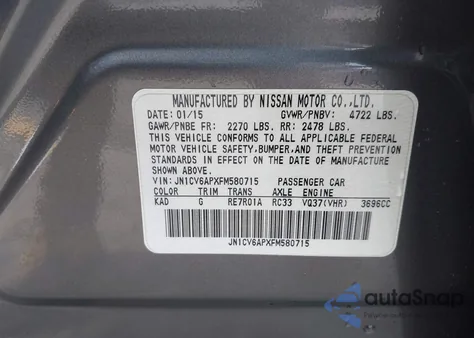 MANUFACTURED BY NISSAN MOTOR CO.,LTD.
DATE: 01/15 GVWR/PNBV: 4722 LBS.
GAWR/PNBE FR: 2270 LBS. RR: 2478 LBS.
THIS VEHICLE CONFORMS TO ALL APPLICABLE FEDERAL
MOTOR VEHICLE SAFETY,BUMPER,AND THEFT PREVENTION
STANDARDS IN EFFECT ON THE DATE OF MANUFACTURE
SHOWN ABOVE.
VIN: JN1CV6APXFM580715 PASSENGER CAR
COLOR TRIM TRANS AXLE ENGINE
KAD G RE7R01A RC33 VQ37(VHR) 3696CC
JN1CV6APXFM580715
autoSnap